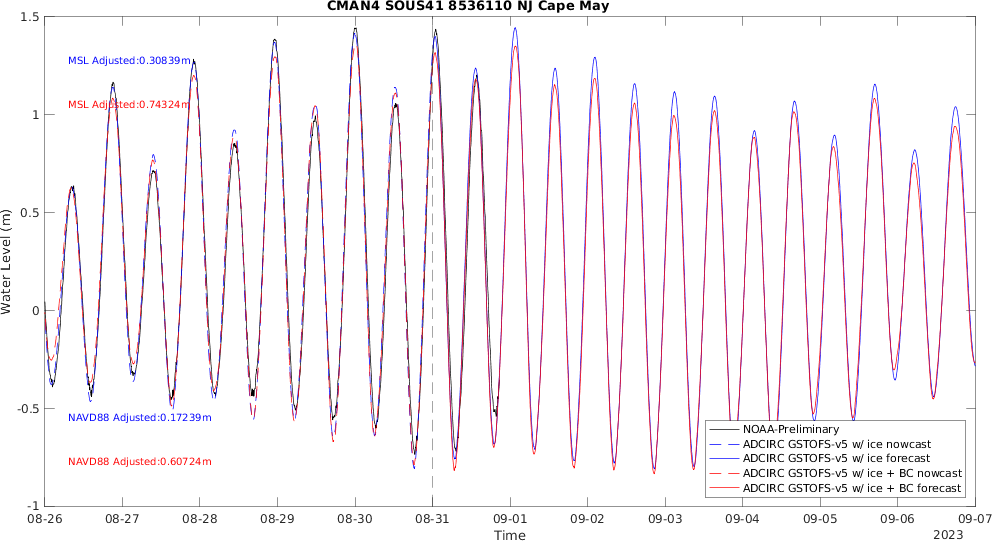 CMAN4 SOUS41 8536110 NJ Cape May
1.5
1
0.5
0
-0.5
-1
Water Level (m)
MSL Adjusted:0.30839m
MSL Adjusted:0.74324m
NAVD88 Adjusted:0.17239m
NAVD88 Adjusted:0.60724m
NOAA-Preliminary
ADCIRC GSTOFS-v5 w/ ice nowcast
ADCIRC GSTOFS-v5 w/ ice forecast
ADCIRC GSTOFS-v5 w/ ice + BC nowcast
ADCIRC GSTOFS-v5 w/ ice + BC forecast
08-26 08-27 08-28 08-29 08-30 08-31 09-01 09-02 09-03 09-04 09-05 09-06 09-07
Time
2023